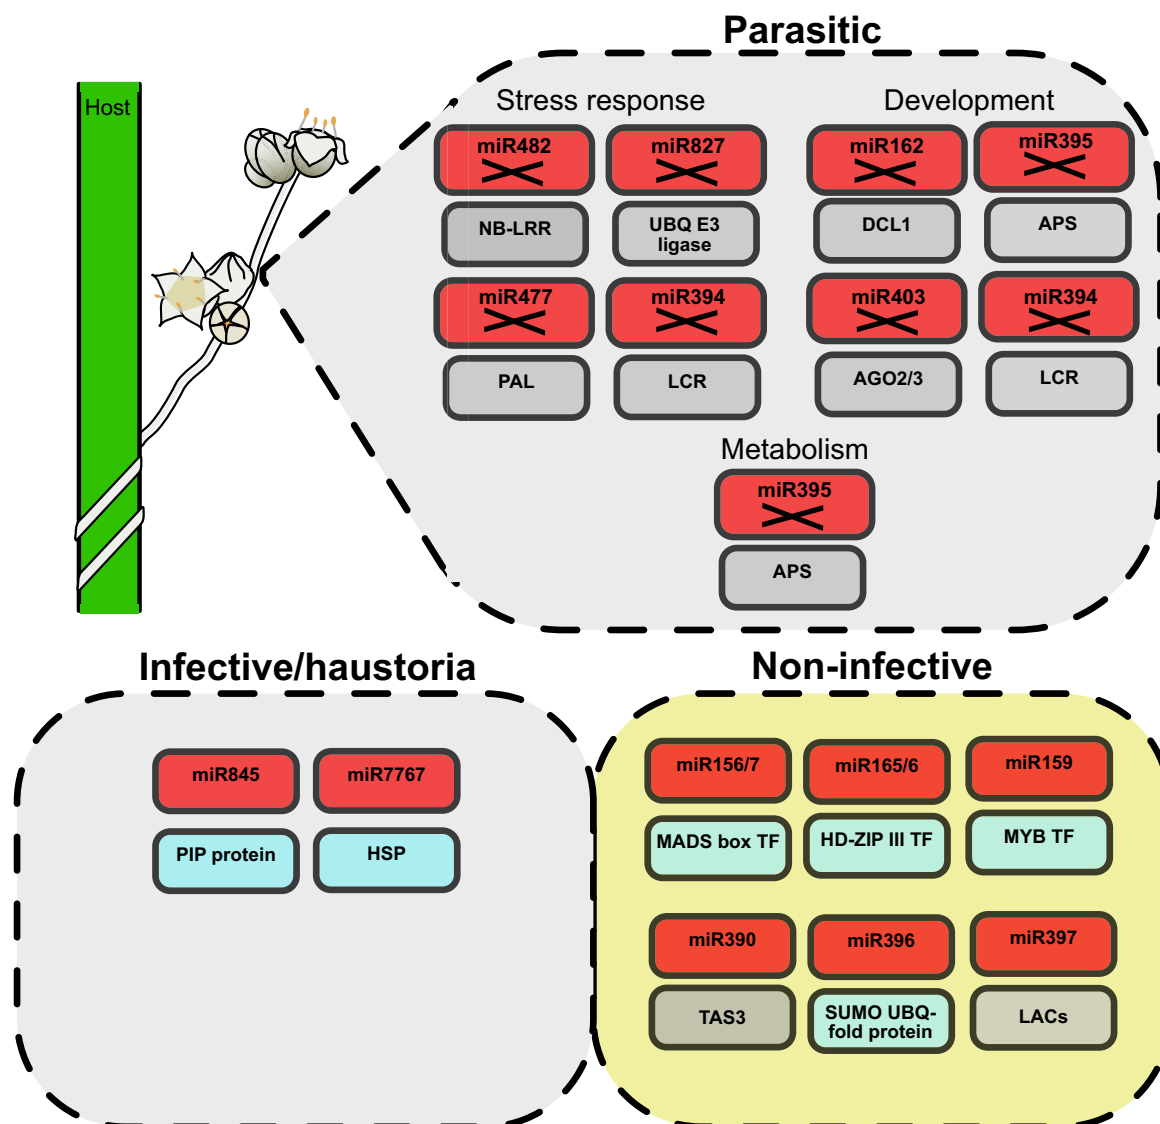 Parasitic
Host
Stress response
Development
miR482
miR827
miR162
miR395
NB-LRR
UBQ E3
ligase
DCL1
APS
miR477
miR394
miR403
miR394
PAL
LCR
AGO2/3
LCR
Metabolism
miR395
APS
Infective/haustoria
miR845
miR7767
PIP protein
HSP
Non-infective
miR156/7
miR165/6
miR159
MADS box TF
HD-ZIP III TF
MYB TF
miR390
miR396
miR397
TAS3
SUMO UBQ-
fold protein
LACs